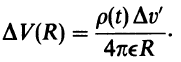 ΔV(R) = ρ(t) Δv′ / 4πϵR.